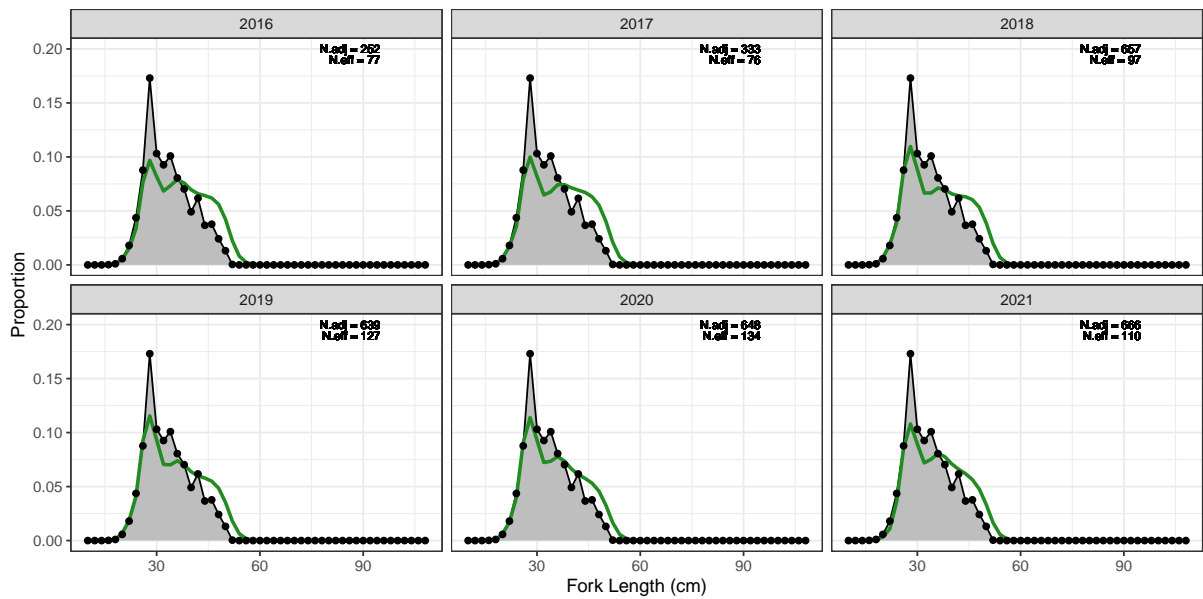 2016
2017
2018
N.adj = 252
N.eff = 77
N.adj = 333
N.eff = 76
N.adj = 657
N.eff = 97
0.20
0.15
0.10
0.05
0.00
2019
2020
2021
N.adj = 639
N.eff = 127
N.adj = 648
N.eff = 134
N.adj = 666
N.eff = 110
0.20
0.15
0.10
0.05
0.00
Proportion
30 60 90
30 60 90
30 60 90
Fork Length (cm)